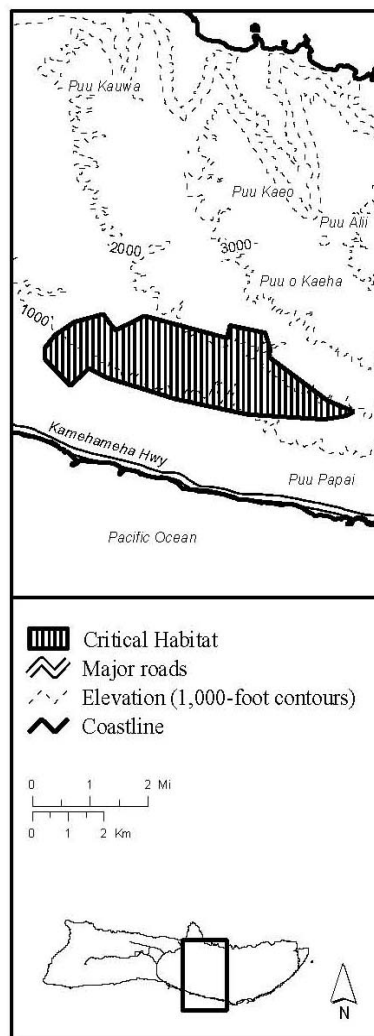 Puu Kauwa
Puu Kaeo
Puu Alii
2000
3000
Puu o Kaeha
1000
Kamehameha Hwy
Puu Papai
Pacific Ocean
Critical Habitat
Major roads
Elevation (1,000-foot contours)
Coastline
0 1 2 Mi
0 1 2 Km
N